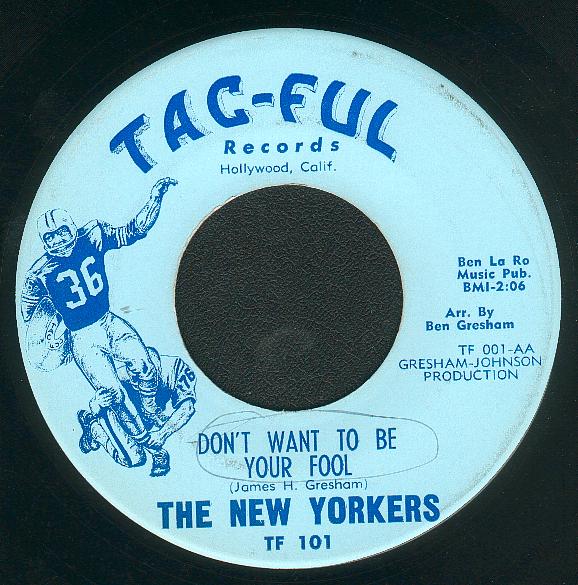 TAC-FUL
Records
Hollywood, Calif.
36
76
Ben La Ro
Music Pub.
BMI-2:06
Arr. By
Ben Gresham
TF 001-AA
GRESHAM-JOHNSON
PRODUCTION
DON'T WANT TO BE
YOUR FOOL
(James H. Gresham)
THE NEW YORKERS
TF 101